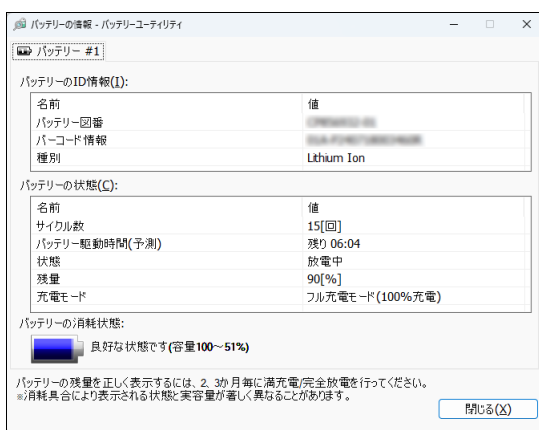 バッテリーの情報 - バッテリーユーティリティ
バッテリー #1
バッテリーのID情報(I):
名前 値
バッテリー図番
バーコード情報
種別 Lithium Ion
バッテリーの状態(C):
名前 値
サイクル数 15[回]
バッテリー駆動時間(予測) 残り 06:04
状態 放電中
残量 90[%]
充電モード フル充電モード(100%充電)
バッテリーの消耗状態:
良好な状態です(容量100～51%)
バッテリーの残量を正しく表示するには、2、3か月毎に満充電/完全放電を行ってください。
※消耗具合により表示される状態と実容量が著しく異なることがあります。
閉じる(X)